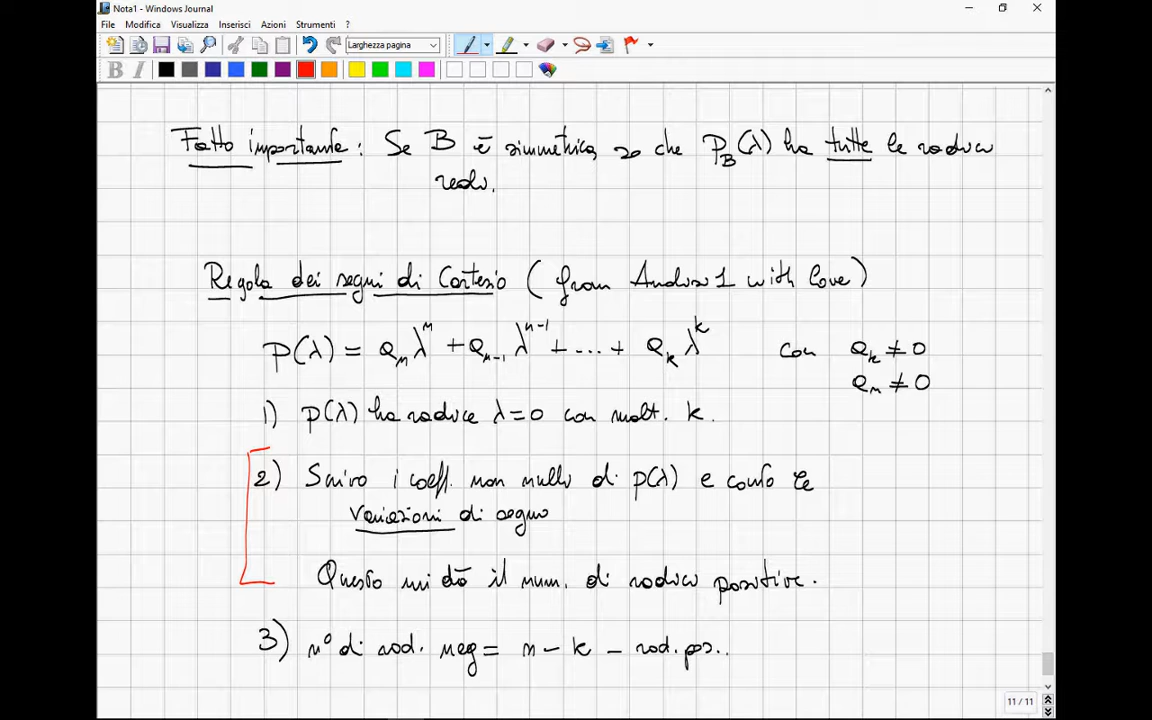 Nota1 - Windows Journal
File Modifica Visualizza Inserisci Azioni Strumenti ?
Larghezza pagina
Fatto importante: Se B è simmetrica, so che P_B(λ) ha tutte le radici
reali.
Regola dei segni di Cartesio (from Analisi 1 with love)
p(λ) = a_n λ^n + a_{n-1} λ^{n-1} + ... + a_k λ^k con a_k ≠ 0
a_n ≠ 0
1) p(λ) ha radice λ=0 con molt. k.
2) Scrivo i coeff. non nulli di p(λ) e conto le
variazioni di segno
Questo mi dà il num. di radici positive.
3) n° di rad. neg = n - k - rad. pos..
11 / 11